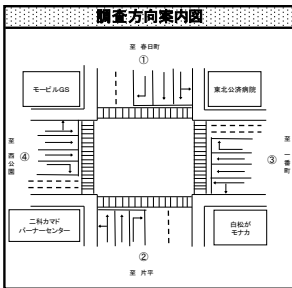 調査方向案内図
至 春日町
①
モービルGS
東北公済病院
至 西公園
④
③
至 一番町
二科カマド
バーナーセンター
白松が
モナカ
②
至 片平